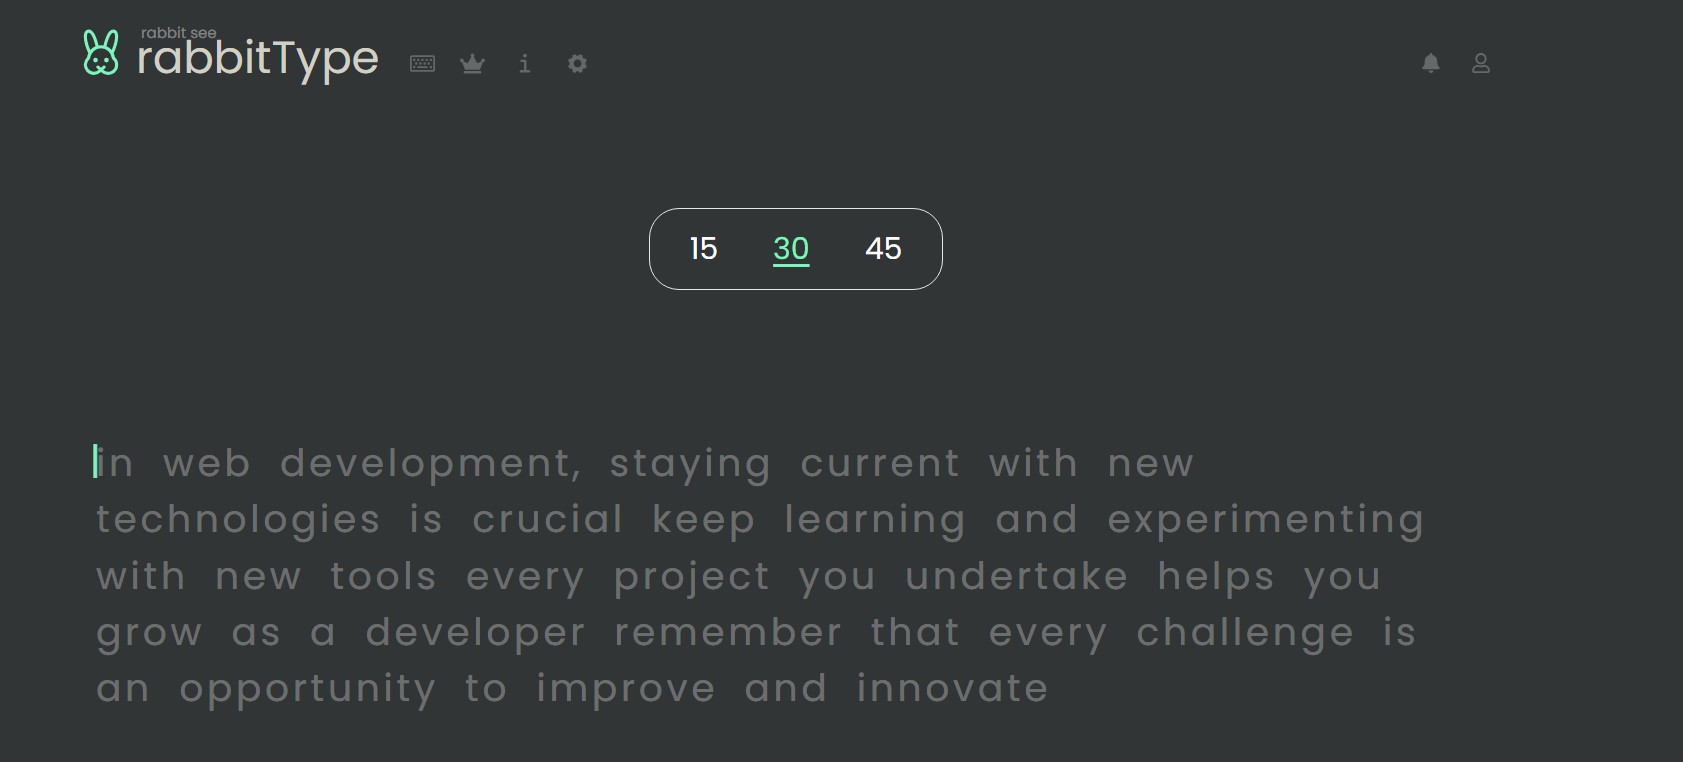 rabbit see
rabbitType
15 30 45
in web development, staying current with new
technologies is crucial keep learning and experimenting
with new tools every project you undertake helps you
grow as a developer remember that every challenge is
an opportunity to improve and innovate